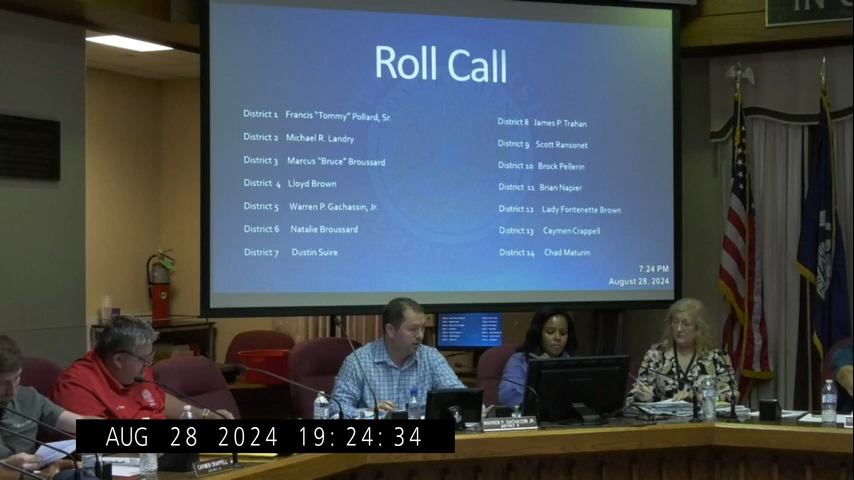 IN G
Roll Call
District 1 Francis "Tommy" Pollard, Sr.
District 2 Michael R. Landry
District 3 Marcus "Bruce" Broussard
District 4 Lloyd Brown
District 5 Warren P. Gachassin, Jr.
District 6 Natalie Broussard
District 7 Dustin Suire
District 8 James P. Trahan
District 9 Scott Ransonet
District 10 Brock Pellerin
District 11 Brian Napier
District 12 Lady Fontenette Brown
District 13 Caymen Crappell
District 14 Chad Maturin
7:24 PM
August 28, 2024
WARREN P. GACHASSIN, JR.
CAYMEN CRAPPELL
AUG 28 2024 19:24:34